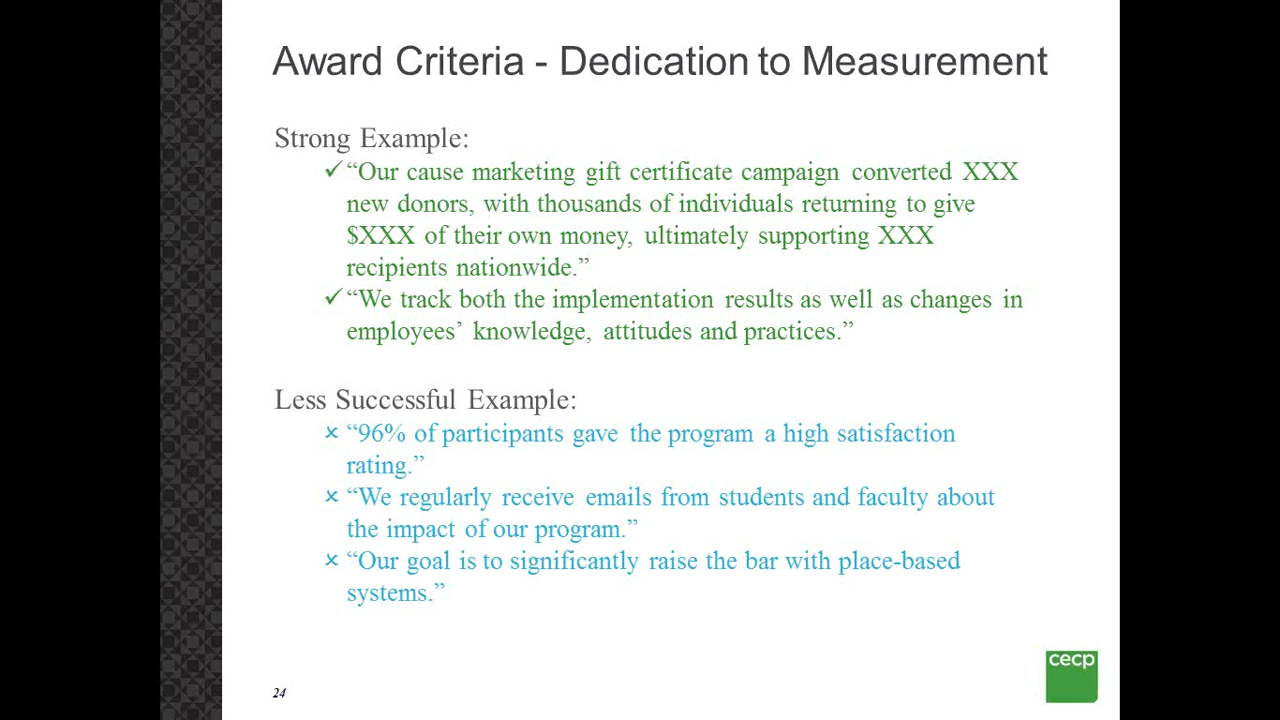 Award Criteria - Dedication to Measurement
Strong Example:
✓ “Our cause marketing gift certificate campaign converted XXX
new donors, with thousands of individuals returning to give
$XXX of their own money, ultimately supporting XXX
recipients nationwide.”
✓ “We track both the implementation results as well as changes in
employees’ knowledge, attitudes and practices.”
Less Successful Example:
× “96% of participants gave the program a high satisfaction
rating.”
× “We regularly receive emails from students and faculty about
the impact of our program.”
× “Our goal is to significantly raise the bar with place-based
systems.”
cecp
24